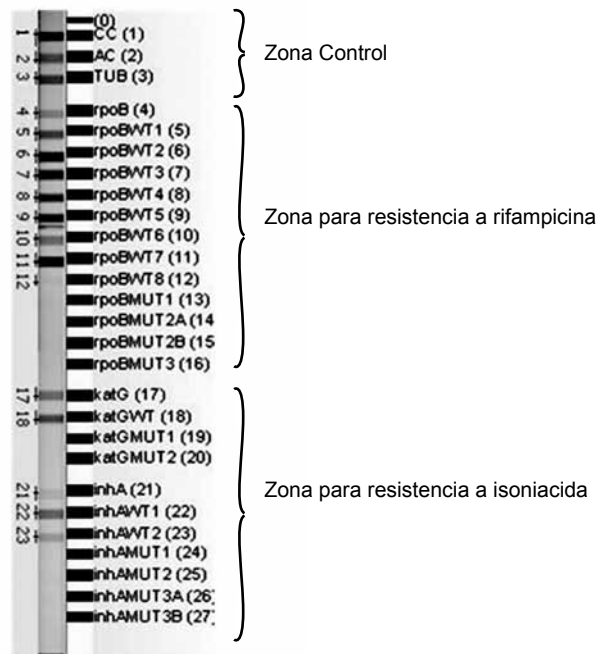 (0)
1 CC (1)
2 AC (2)
3 TUB (3)
Zona Control
4 rpoB (4)
5 rpoBWT1 (5)
6 rpoBWT2 (6)
7 rpoBWT3 (7)
8 rpoBWT4 (8)
9 rpoBWT5 (9)
10 rpoBWT6 (10)
11 rpoBWT7 (11)
12 rpoBWT8 (12)
rpoBMUT1 (13)
rpoBMUT2A (14
rpoBMUT2B (15
rpoBMUT3 (16)
Zona para resistencia a rifampicina
17 katG (17)
18 katGWT (18)
katGMUT1 (19)
katGMUT2 (20)
21 inhA (21)
22 inhAWT1 (22)
23 inhAWT2 (23)
inhAMUT1 (24)
inhAMUT2 (25)
inhAMUT3A (26)
inhAMUT3B (27)
Zona para resistencia a isoniacida